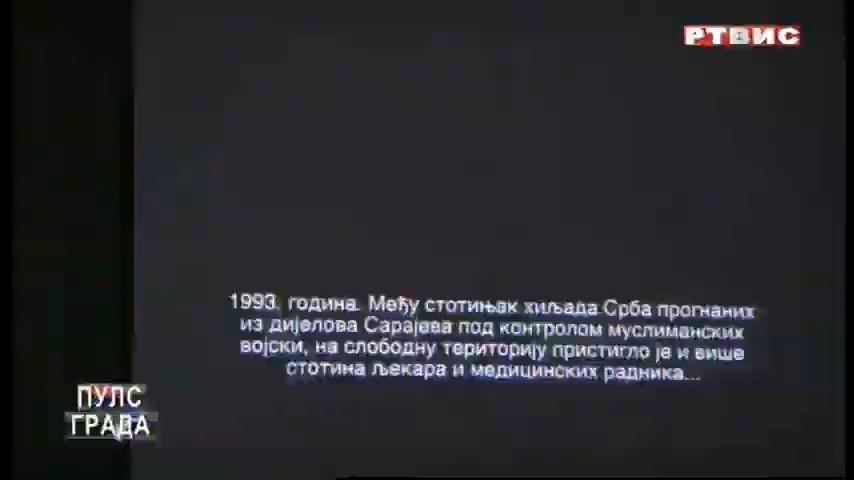 РТВИС
1993. година. Међу стотињак хиљада Срба прогнаних
из дијелова Сарајева под контролом муслиманских
војски, на слободну територију пристигло је и више
стотина љекара и медицинских радника...
ПУЛС
ГРАДА